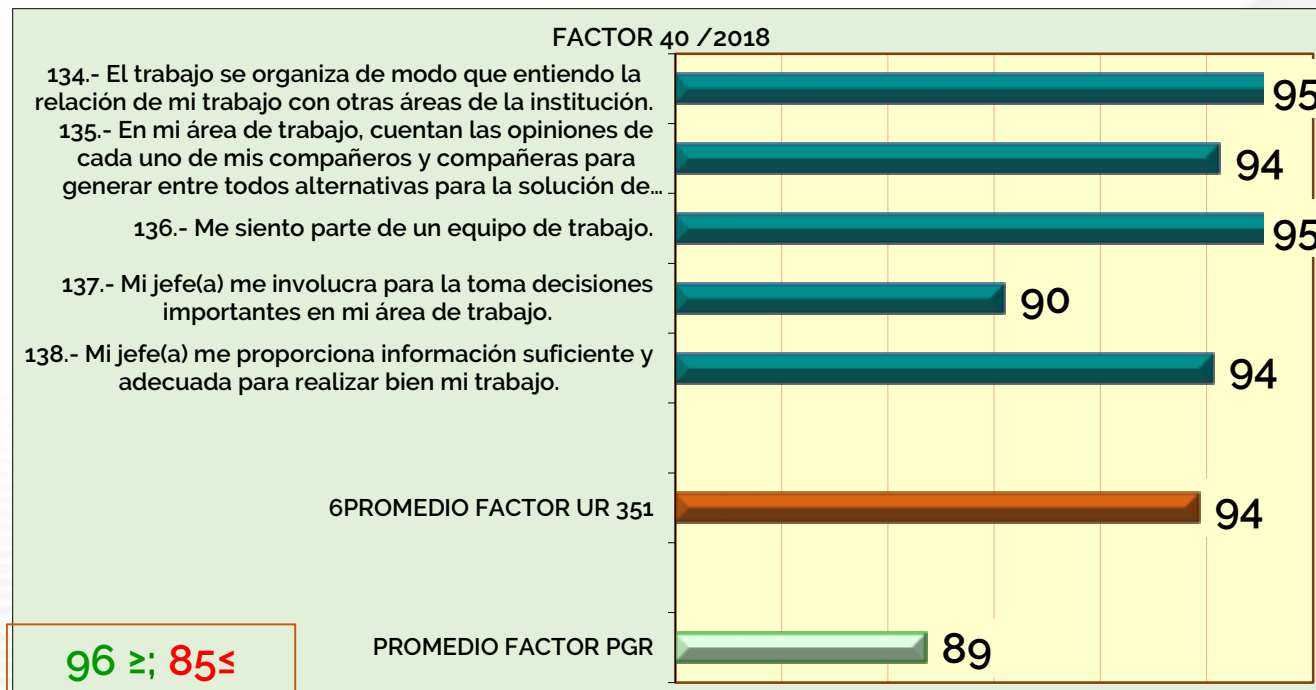 FACTOR 40 /2018
134.- El trabajo se organiza de modo que entiendo la
relación de mi trabajo con otras áreas de la institución.
95
135.- En mi área de trabajo, cuentan las opiniones de
cada uno de mis compañeros y compañeras para
generar entre todos alternativas para la solución de...
94
136.- Me siento parte de un equipo de trabajo.
95
137.- Mi jefe(a) me involucra para la toma decisiones
importantes en mi área de trabajo.
90
138.- Mi jefe(a) me proporciona información suficiente y
adecuada para realizar bien mi trabajo.
94
6PROMEDIO FACTOR UR 351
94
PROMEDIO FACTOR PGR
89
96 ≥; 85≤